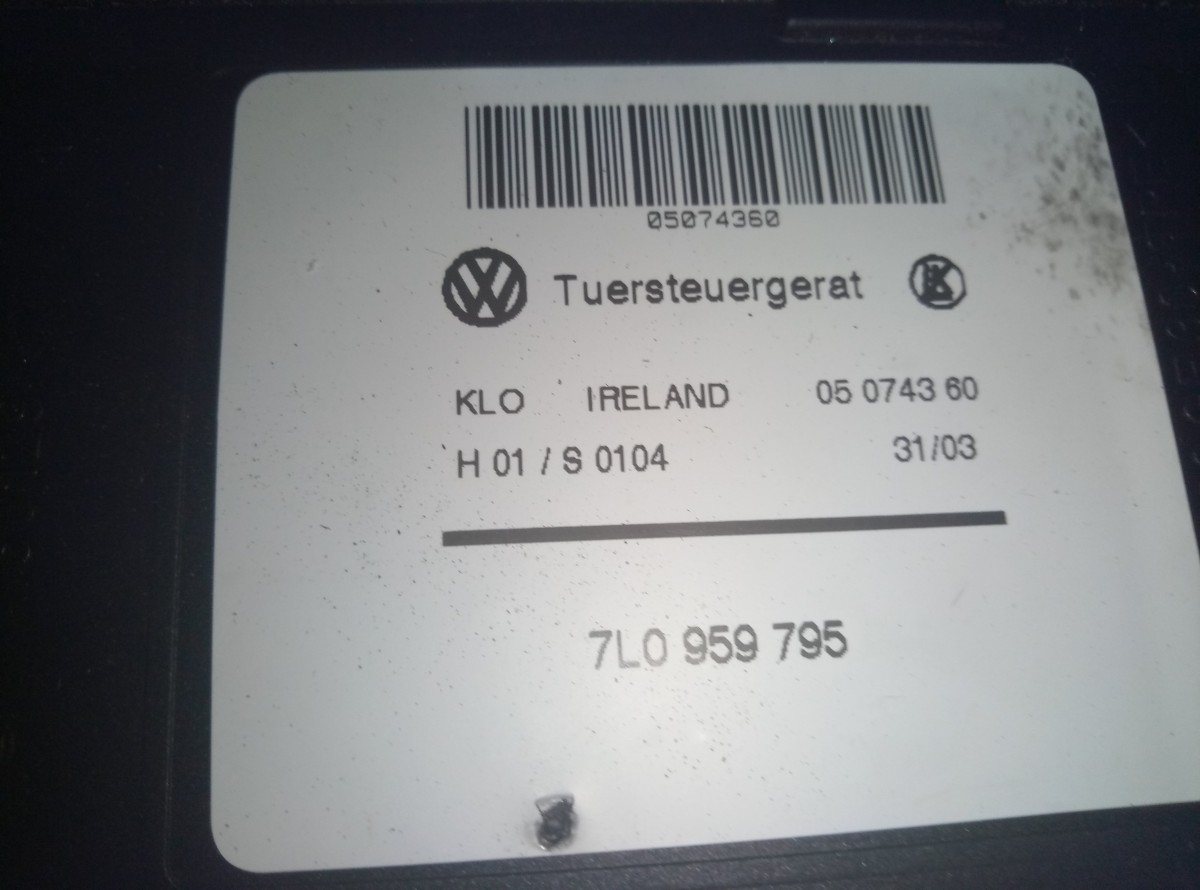 05074360
Tuersteuergerat
KLO IRELAND 05 0743 60
H 01 / S 0104 31/03
7L0 959 795